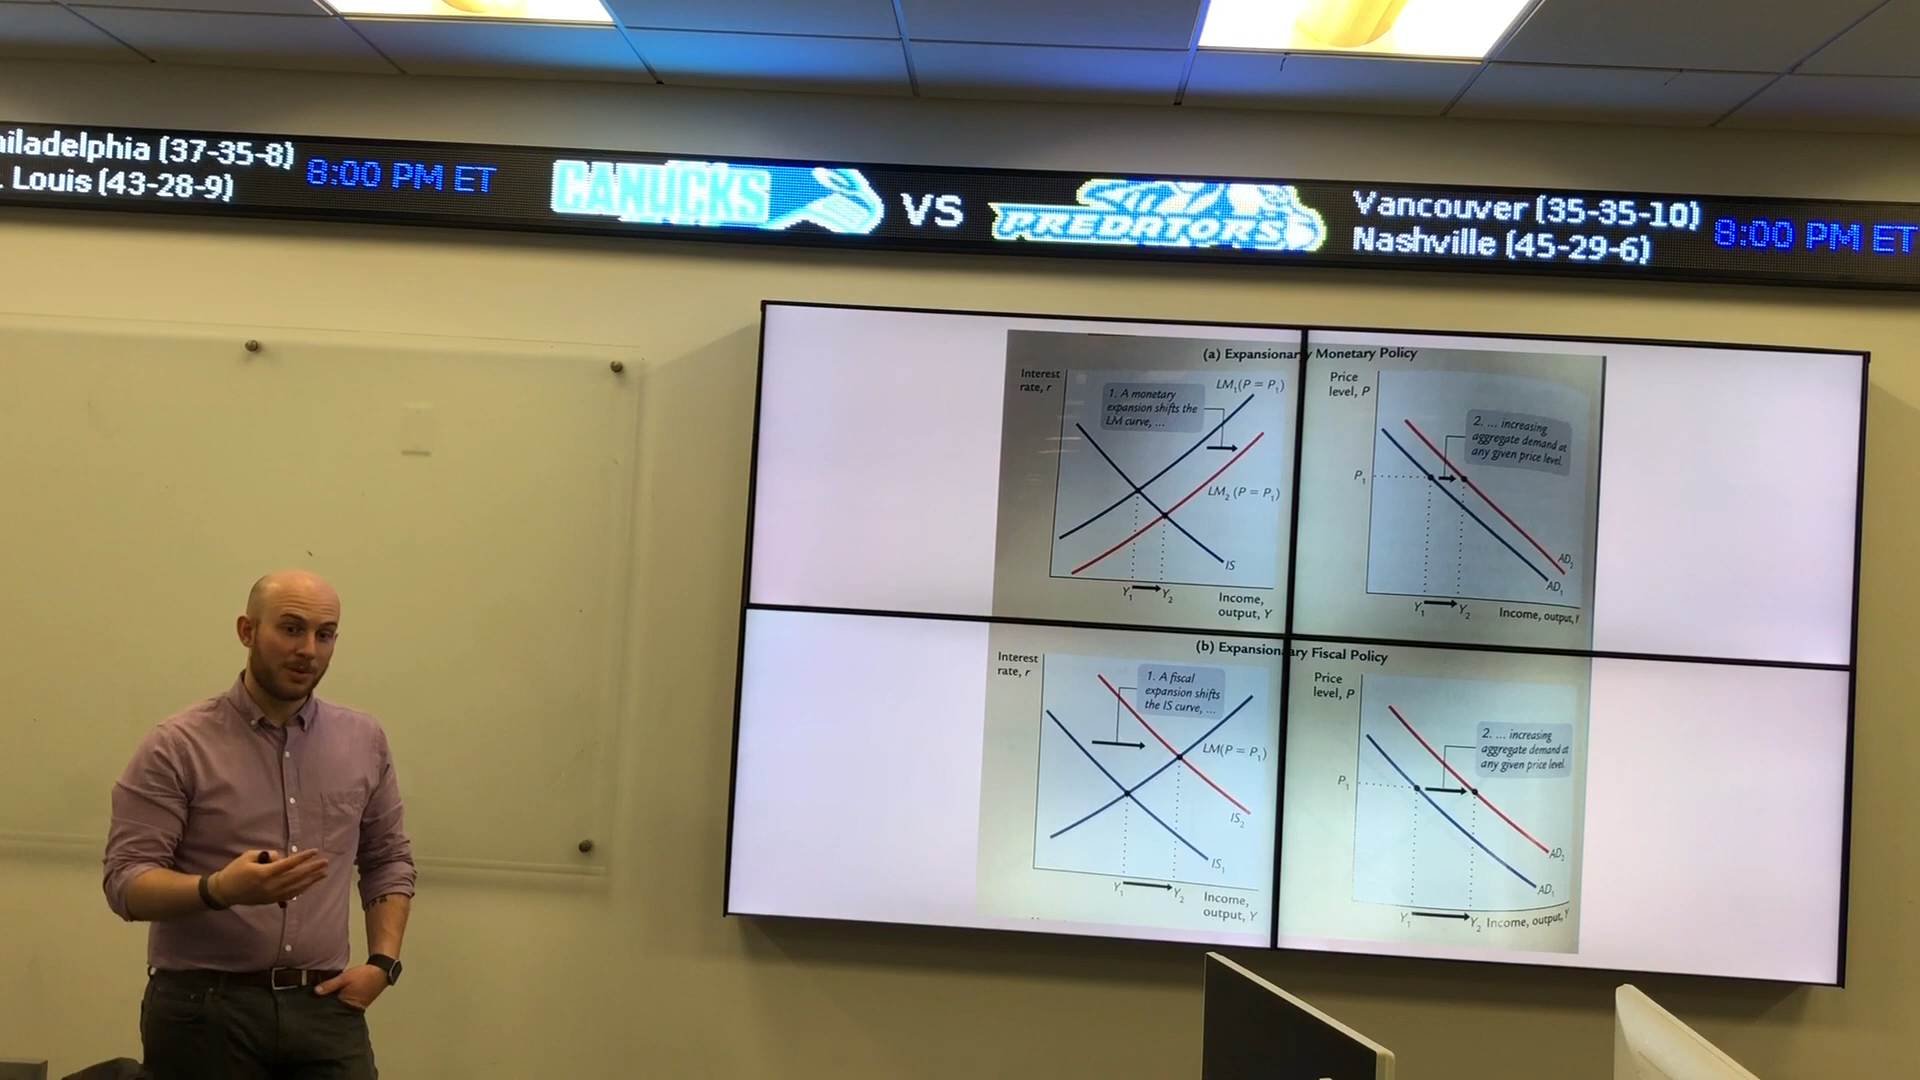 iladelphia (37-35-8)
. Louis (43-28-9)
8:00 PM ET
CANUCKS
VS
PREDATORS
Vancouver (35-35-10)
Nashville (45-29-6)
8:00 PM ET
(a) Expansionary Monetary Policy
Interest
rate, r
1. A monetary
expansion shifts the
LM curve, ...
LM₁(P = P₁)
LM₂ (P = P₁)
IS
Y₁
Y₂
Income,
output, Y
Price
level, P
2. ... increasing
aggregate demand at
any given price level.
P₁
AD₂
AD₁
Y₁
Y₂
Income, output, Y
(b) Expansionary Fiscal Policy
Interest
rate, r
1. A fiscal
expansion shifts
the IS curve, ...
LM(P = P₁)
IS₂
IS₁
Y₁
Y₂
Income,
output, Y
Price
level, P
2. ... increasing
aggregate demand at
any given price level.
P₁
AD₂
AD₁
Y₁
Y₂
Income, output, Y